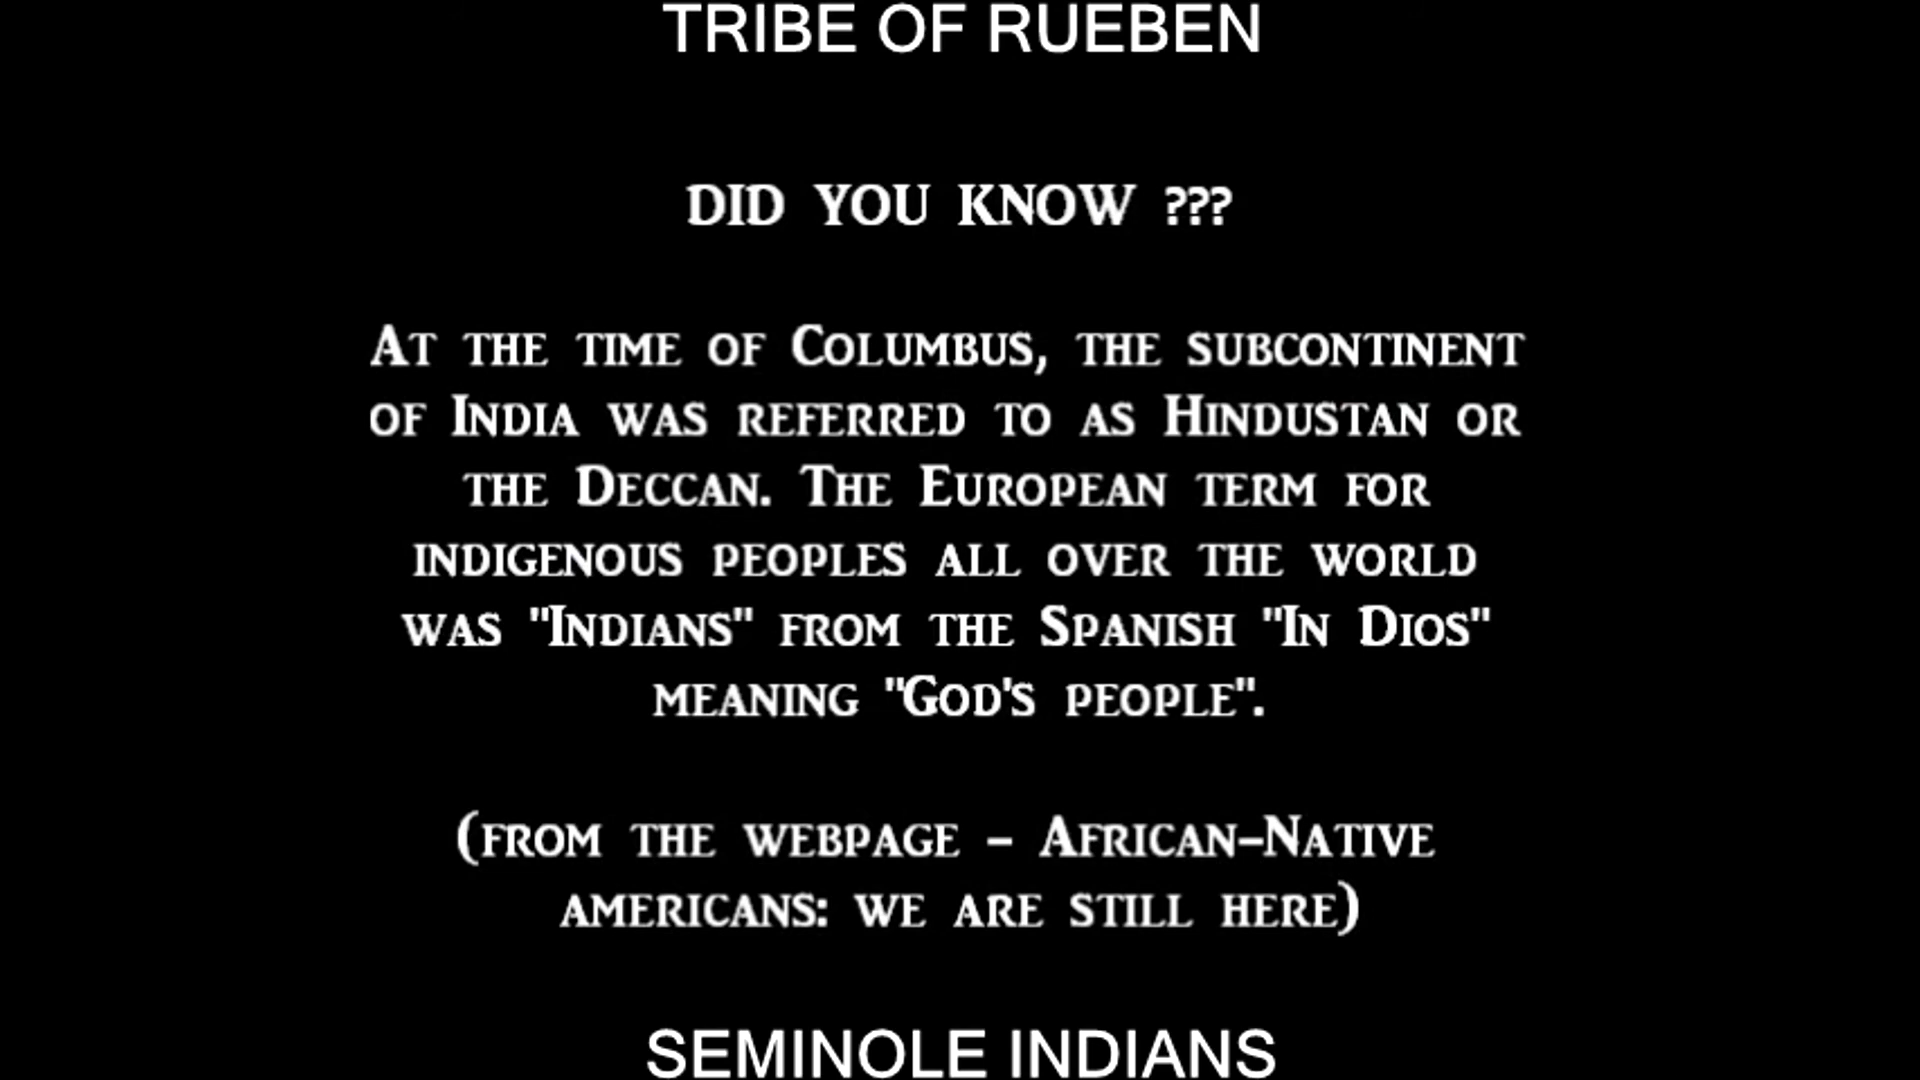 TRIBE OF RUEBEN
DID YOU KNOW ???
At the time of Columbus, the subcontinent
of India was referred to as Hindustan or
the Deccan. The European term for
indigenous peoples all over the world
was "Indians" from the Spanish "In Dios"
meaning "God's people".
(from the webpage – African–Native
americans: we are still here)
SEMINOLE INDIANS